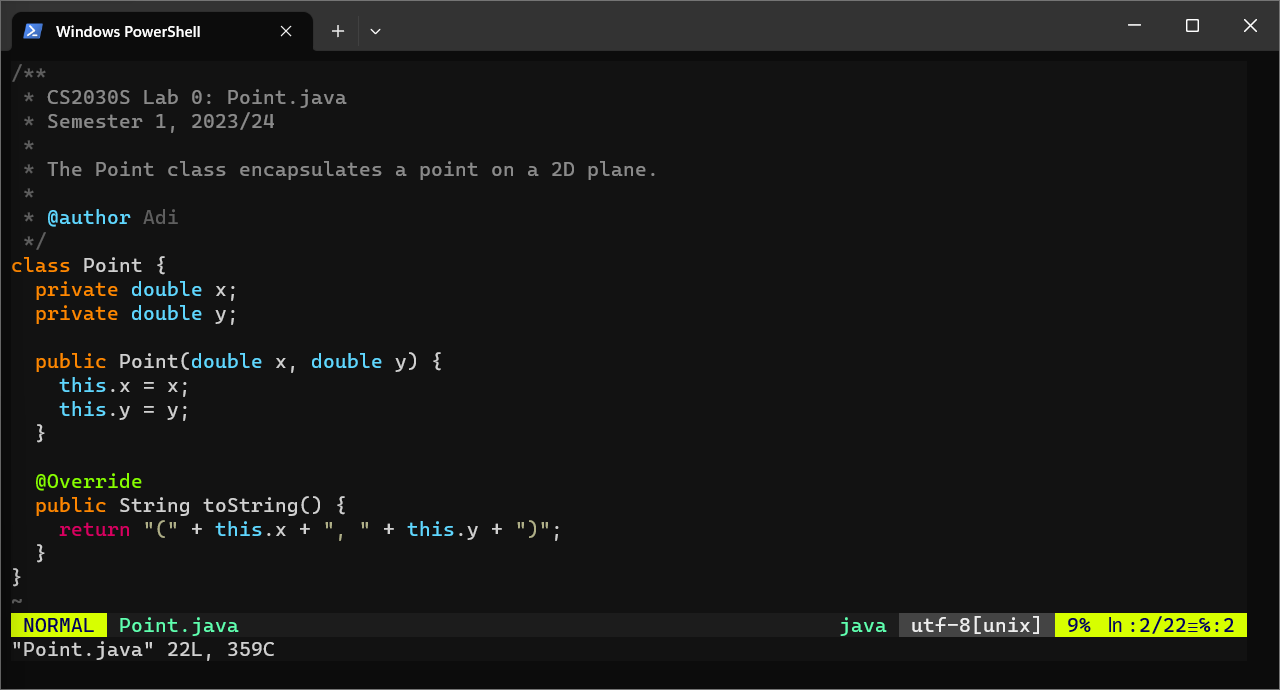 Windows PowerShell
/**
 * CS2030S Lab 0: Point.java
 * Semester 1, 2023/24
 *
 * The Point class encapsulates a point on a 2D plane.
 *
 * @author Adi
 */
class Point {
  private double x;
  private double y;

  public Point(double x, double y) {
    this.x = x;
    this.y = y;
  }

  @Override
  public String toString() {
    return "(" + this.x + ", " + this.y + ")";
  }
}
~
NORMAL Point.java java utf-8[unix] 9% ln :2/22≡℅:2
"Point.java" 22L, 359C